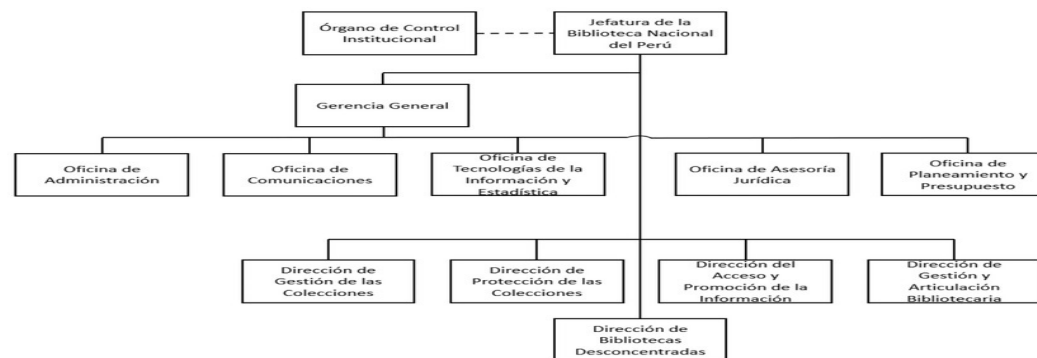 Órgano de Control
Institucional
Jefatura de la
Biblioteca Nacional
del Perú
Gerencia General
Oficina de
Administración
Oficina de
Comunicaciones
Oficina de
Tecnologías de la
Información y
Estadística
Oficina de Asesoría
Jurídica
Oficina de
Planeamiento y
Presupuesto
Dirección de
Gestión de las
Colecciones
Dirección de
Protección de las
Colecciones
Dirección del
Acceso y
Promoción de la
Información
Dirección de
Gestión y
Articulación
Bibliotecaria
Dirección de
Bibliotecas
Desconcentradas